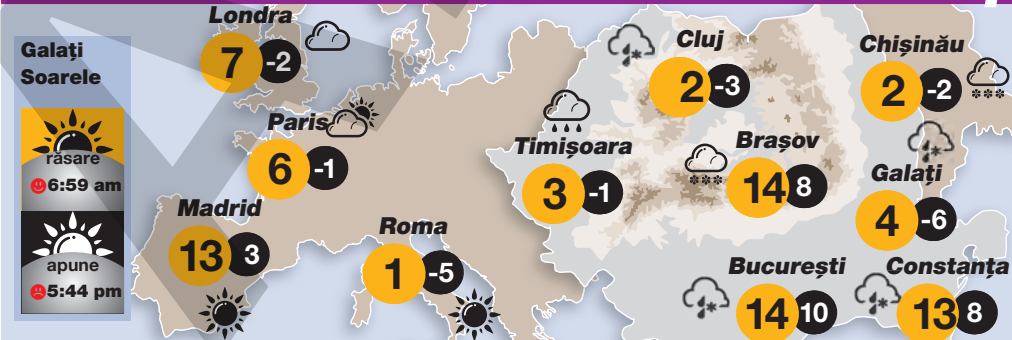 Galați
Soarele
răsare
6:59 am
apune
5:44 pm
Londra
7 -2
Paris
6 -1
Madrid
13 3
Roma
1 -5
Timișoara
3 -1
Cluj
2 -3
Brașov
14 8
București
14 10
Chișinău
2 -2
Galați
4 -6
Constanța
13 8